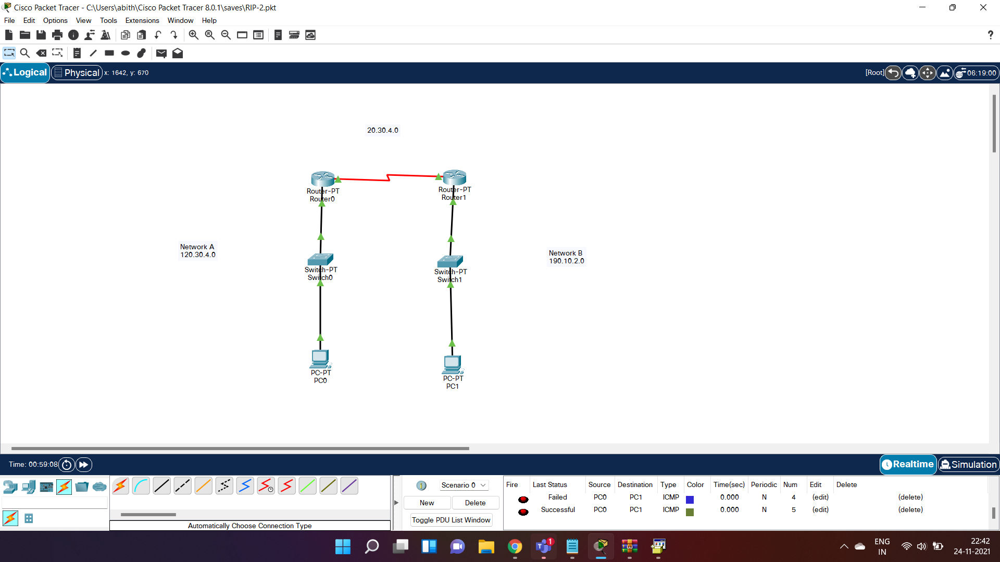 Cisco Packet Tracer - C:\Users\abith\Cisco Packet Tracer 8.0.1\saves\RIP-2.pkt
File Edit Options View Tools Extensions Window Help
Logical Physical x: 1642, y: 670 [Root] 06:19:00
20.30.4.0
Router-PT
Router0
Router-PT
Router1
Network A
120.30.4.0
Network B
190.10.2.0
Switch-PT
Switch0
Switch-PT
Switch1
PC-PT
PC0
PC-PT
PC1
Time: 00:59:08 Realtime Simulation
Scenario 0
New Delete
Toggle PDU List Window
Automatically Choose Connection Type
Fire Last Status Source Destination Type Color Time(sec) Periodic Num Edit Delete
Failed PC0 PC1 ICMP 0.000 N 4 (edit) (delete)
Successful PC0 PC1 ICMP 0.000 N 5 (edit) (delete)
1
ENG
IN
22:42
24-11-2021